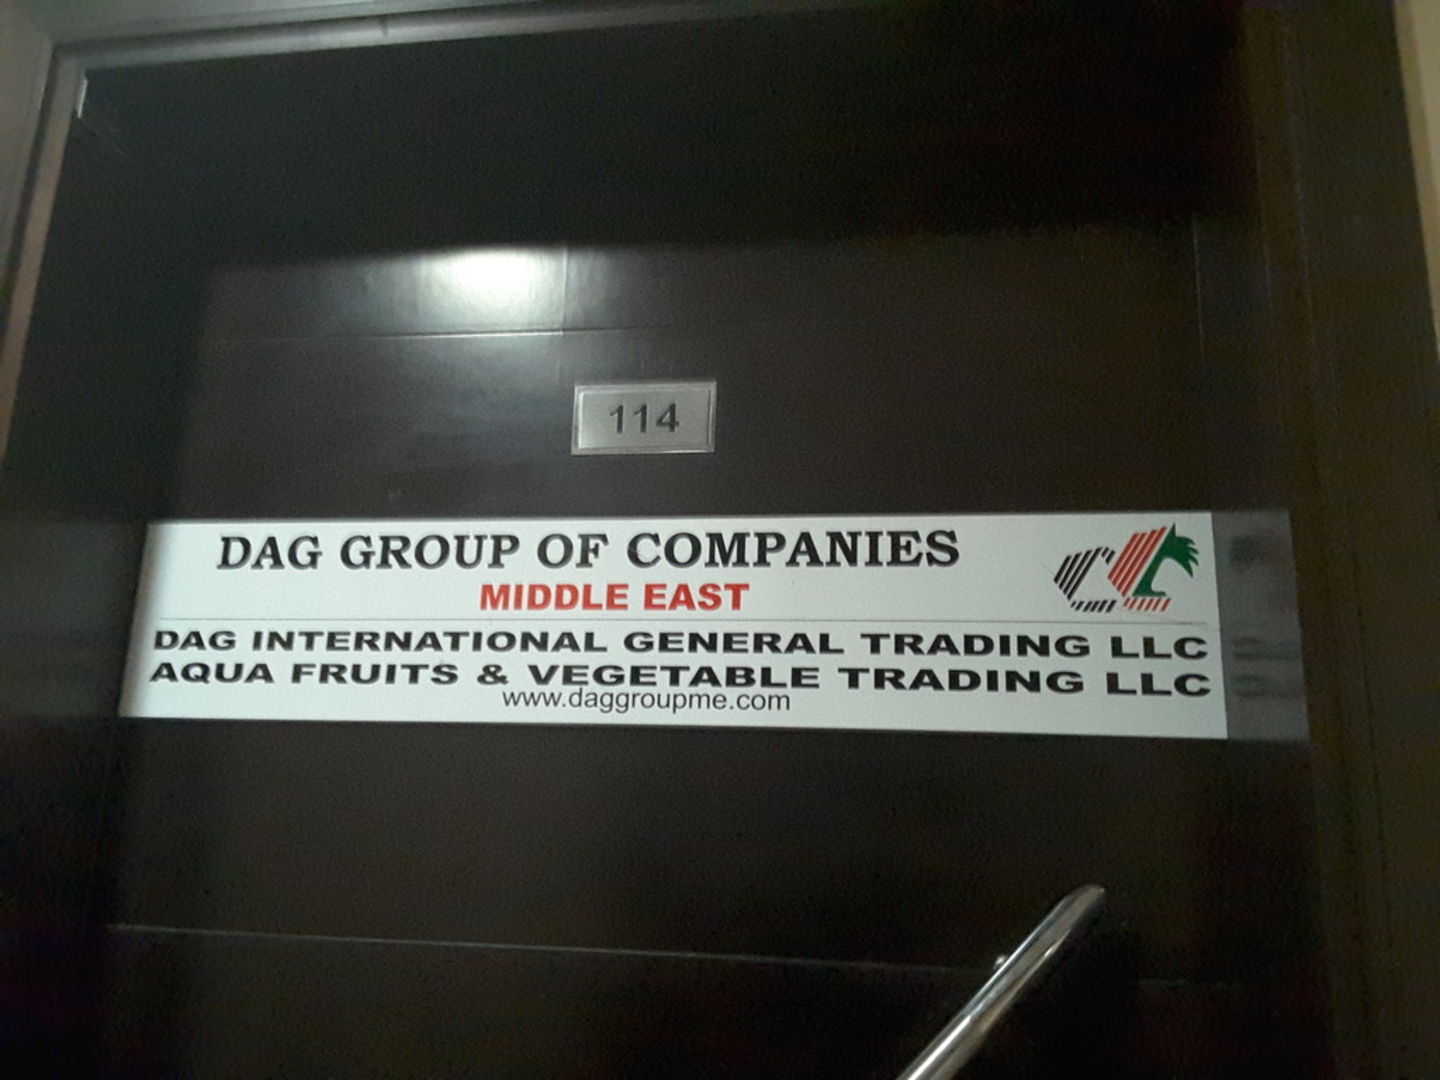 114
DAG GROUP OF COMPANIES
MIDDLE EAST
DAG INTERNATIONAL GENERAL TRADING LLC
AQUA FRUITS & VEGETABLE TRADING LLC
www.daggroupme.com